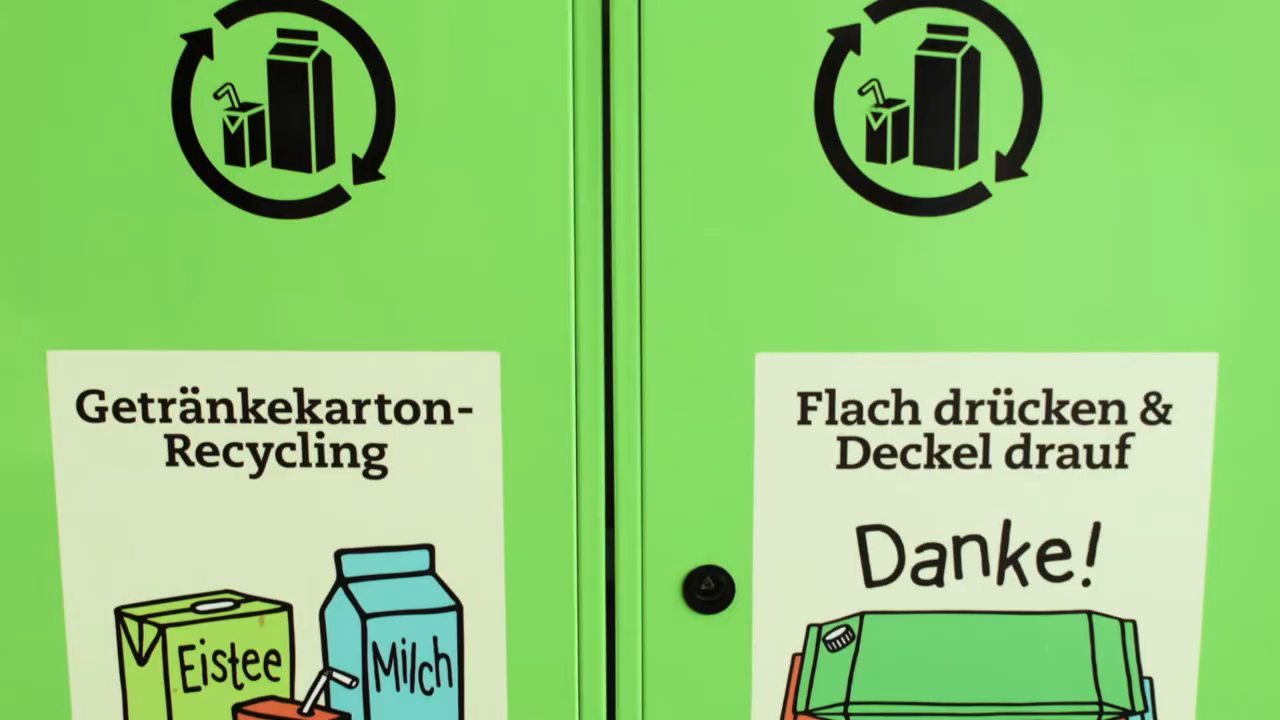 Getränkekarton-
Recycling
Eistee
Milch
Flach drücken &
Deckel drauf
Danke!